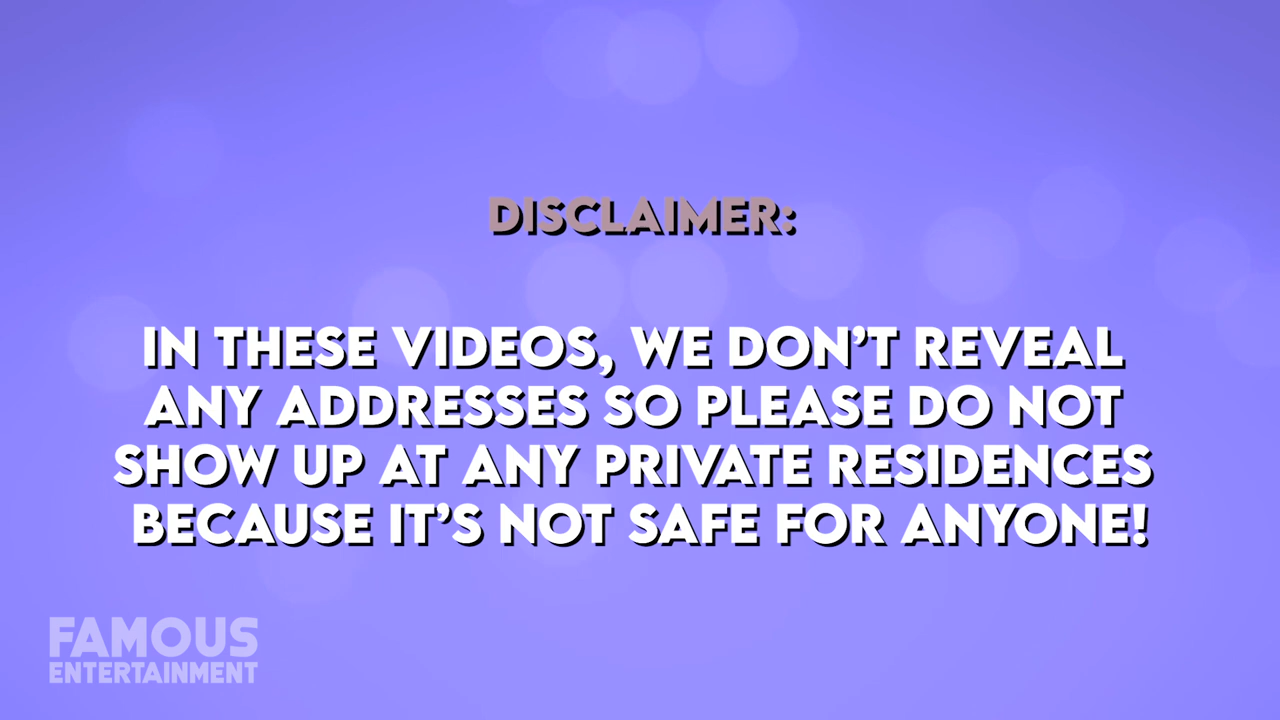 DISCLAIMER:
IN THESE VIDEOS, WE DON’T REVEAL
ANY ADDRESSES SO PLEASE DO NOT
SHOW UP AT ANY PRIVATE RESIDENCES
BECAUSE IT’S NOT SAFE FOR ANYONE!
FAMOUS
ENTERTAINMENT